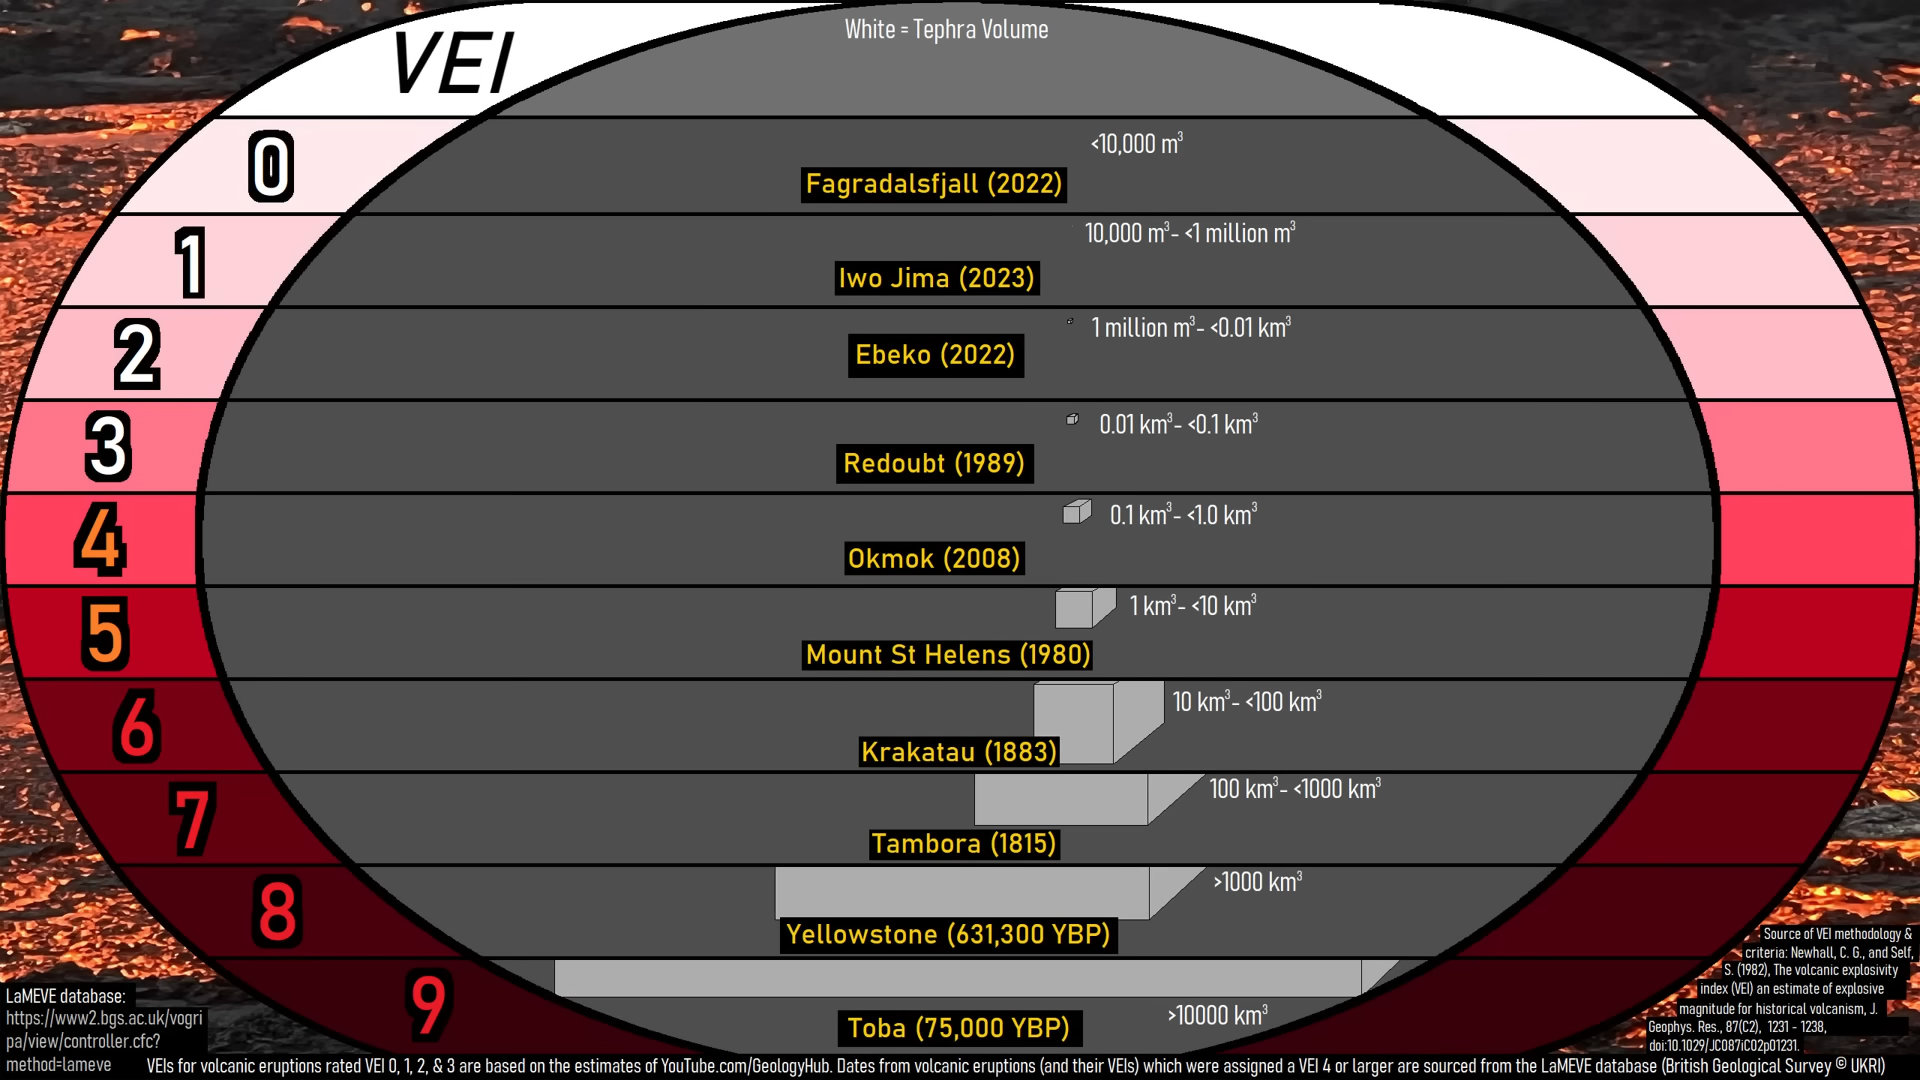 White = Tephra Volume
VEI
0
<10,000 m³
Fagradalsfjall (2022)
1
10,000 m³- <1 million m³
Iwo Jima (2023)
2
1 million m³- <0.01 km³
Ebeko (2022)
3
0.01 km³- <0.1 km³
Redoubt (1989)
4
0.1 km³- <1.0 km³
Okmok (2008)
5
1 km³- <10 km³
Mount St Helens (1980)
6
10 km³- <100 km³
Krakatau (1883)
7
100 km³- <1000 km³
Tambora (1815)
8
>1000 km³
Yellowstone (631,300 YBP)
9
>10000 km³
Toba (75,000 YBP)
Source of VEI methodology &
criteria: Newhall, C. G., and Self,
S. (1982), The volcanic explosivity
index (VEI) an estimate of explosive
magnitude for historical volcanism, J.
Geophys. Res., 87(C2), 1231 - 1238,
doi:10.1029/JC087iC02p01231.
LaMEVE database:
https://www2.bgs.ac.uk/vogri
pa/view/controller.cfc?
method=lameve
VEIs for volcanic eruptions rated VEI 0, 1, 2, & 3 are based on the estimates of YouTube.com/GeologyHub. Dates from volcanic eruptions (and their VEIs) which were assigned a VEI 4 or larger are sourced from the LaMEVE database (British Geological Survey © UKRI)